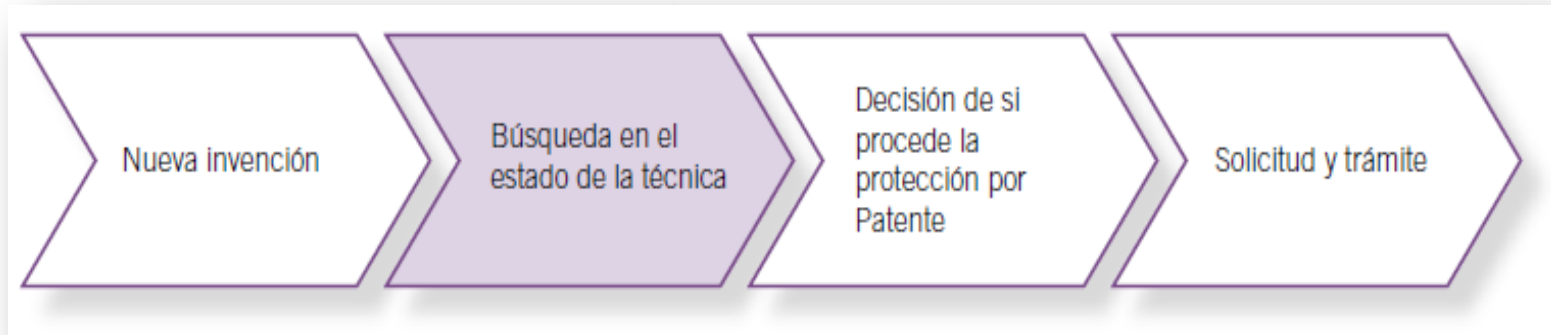 Nueva invención
Búsqueda en el
estado de la técnica
Decisión de si
procede la
protección por
Patente
Solicitud y trámite